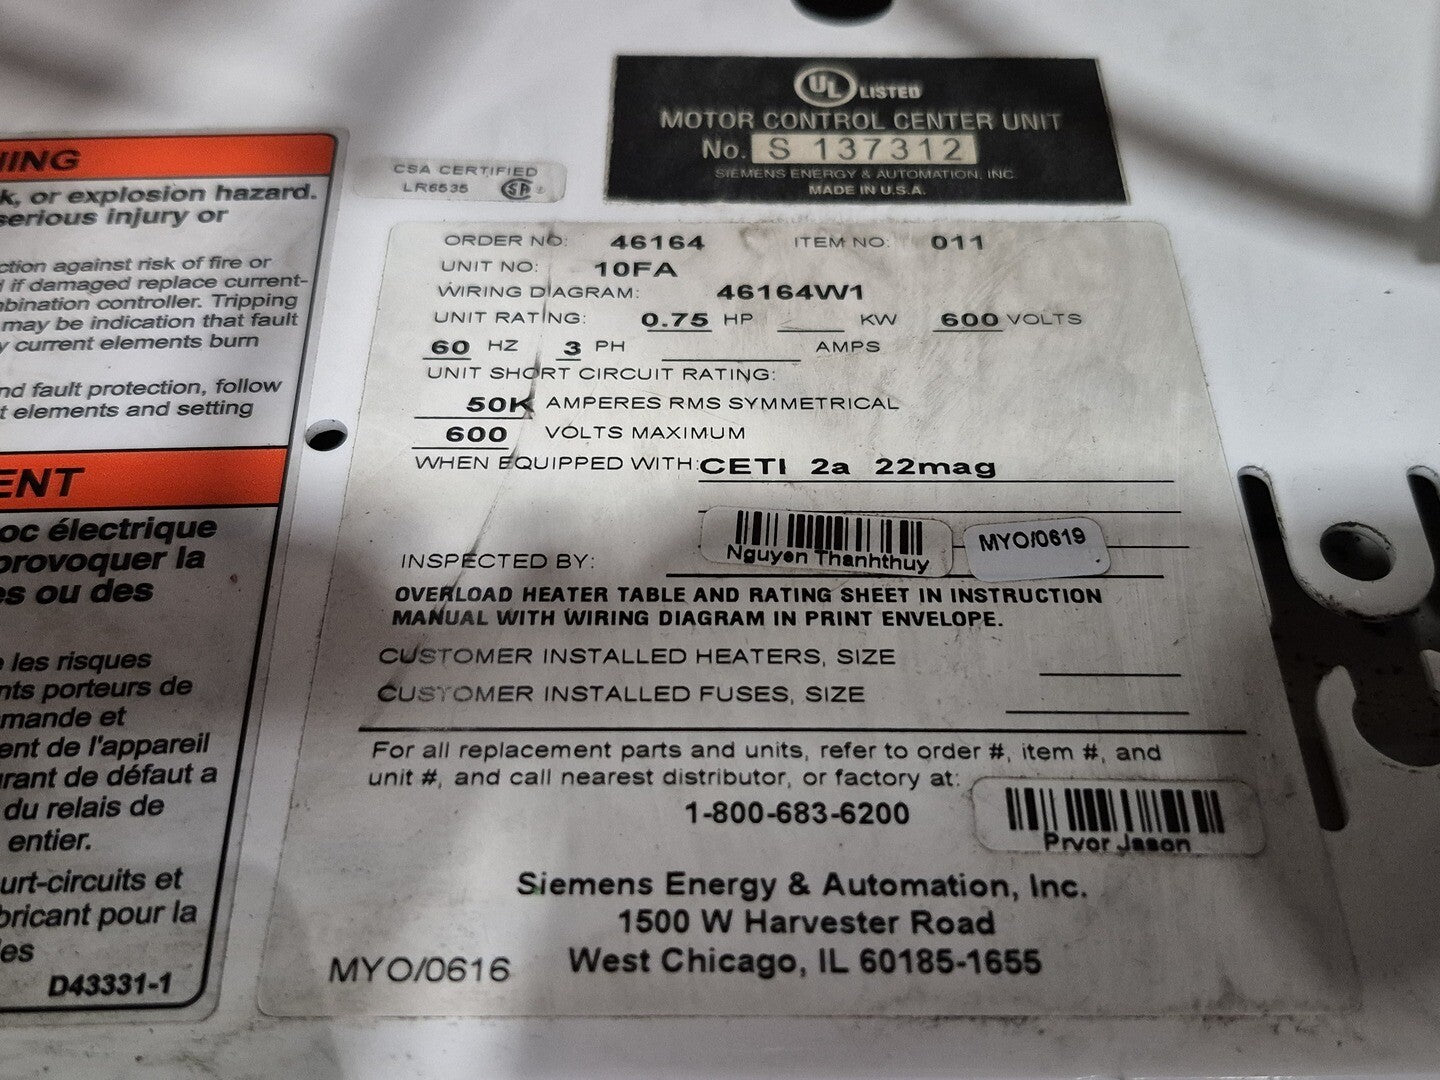 UL LISTED
MOTOR CONTROL CENTER UNIT
No. S 137312
SIEMENS ENERGY & AUTOMATION, INC.
MADE IN U.S.A.
CSA CERTIFIED
LR6535
ORDER NO: 46164 ITEM NO: 011
UNIT NO: 10FA
WIRING DIAGRAM: 46164W1
UNIT RATING: 0.75 HP KW 600 VOLTS
60 HZ 3 PH AMPS
UNIT SHORT CIRCUIT RATING:
50K AMPERES RMS SYMMETRICAL
600 VOLTS MAXIMUM
WHEN EQUIPPED WITH: CETI 2a 22mag
INSPECTED BY: Nguyen Thanhthuy
MYO/0619
OVERLOAD HEATER TABLE AND RATING SHEET IN INSTRUCTION
MANUAL WITH WIRING DIAGRAM IN PRINT ENVELOPE.
CUSTOMER INSTALLED HEATERS, SIZE
CUSTOMER INSTALLED FUSES, SIZE
For all replacement parts and units, refer to order #, item #, and
unit #, and call nearest distributor, or factory at:
1-800-683-6200
Prvor Jason
Siemens Energy & Automation, Inc.
1500 W Harvester Road
West Chicago, IL 60185-1655
MYO/0616
NING
k, or explosion hazard.
serious injury or
ction against risk of fire or
if damaged replace current-
mbination controller. Tripping
may be indication that fault
y current elements burn
nd fault protection, follow
t elements and setting
ENT
oc électrique
provoquer la
es ou des
les risques
nts porteurs de
mande et
ent de l'appareil
urant de défaut a
du relais de
entier.
urt-circuits et
bricant pour la
es
D43331-1